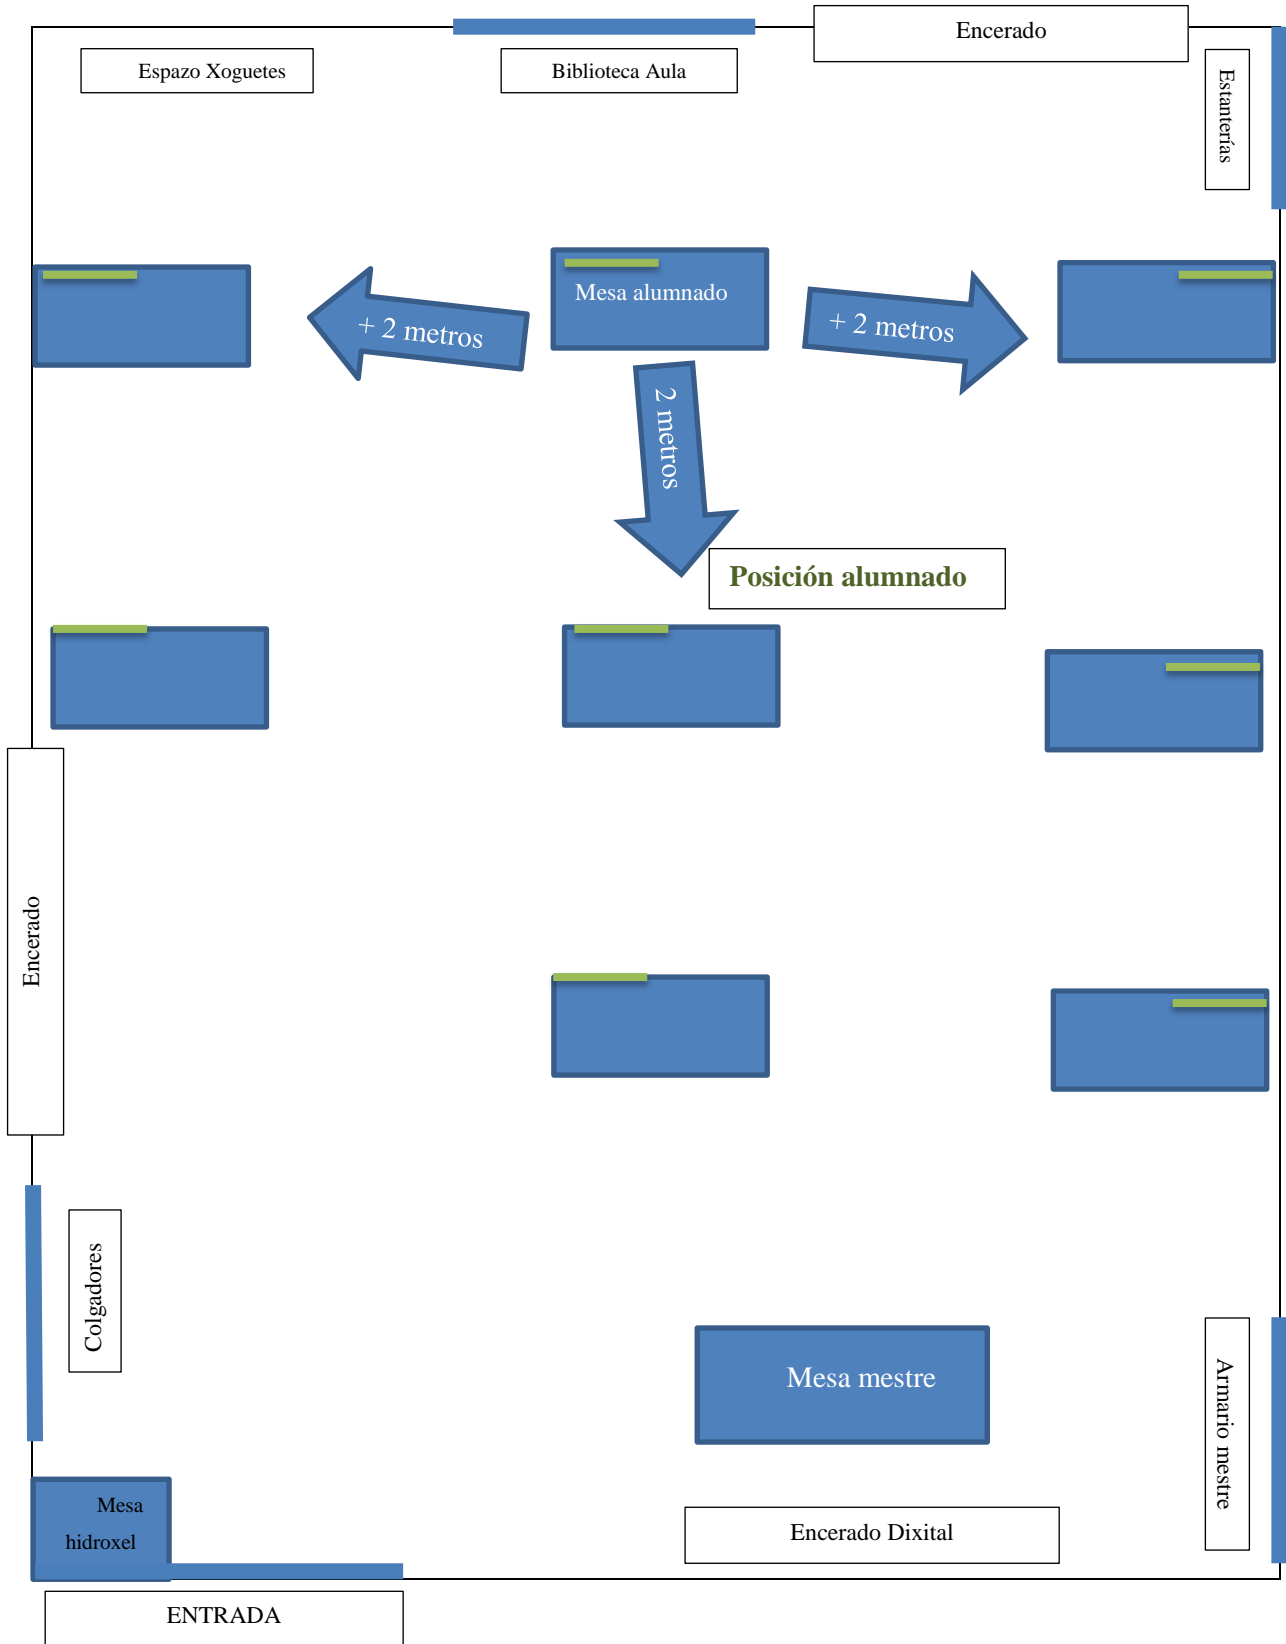 Encerado
Espazo Xoguetes
Biblioteca Aula
Estanterías
Mesa alumnado
+ 2 metros
+ 2 metros
2 metros
Posición alumnado
Encerado
Colgadores
Mesa mestre
Armario mestre
Mesa
hidroxel
Encerado Dixital
ENTRADA